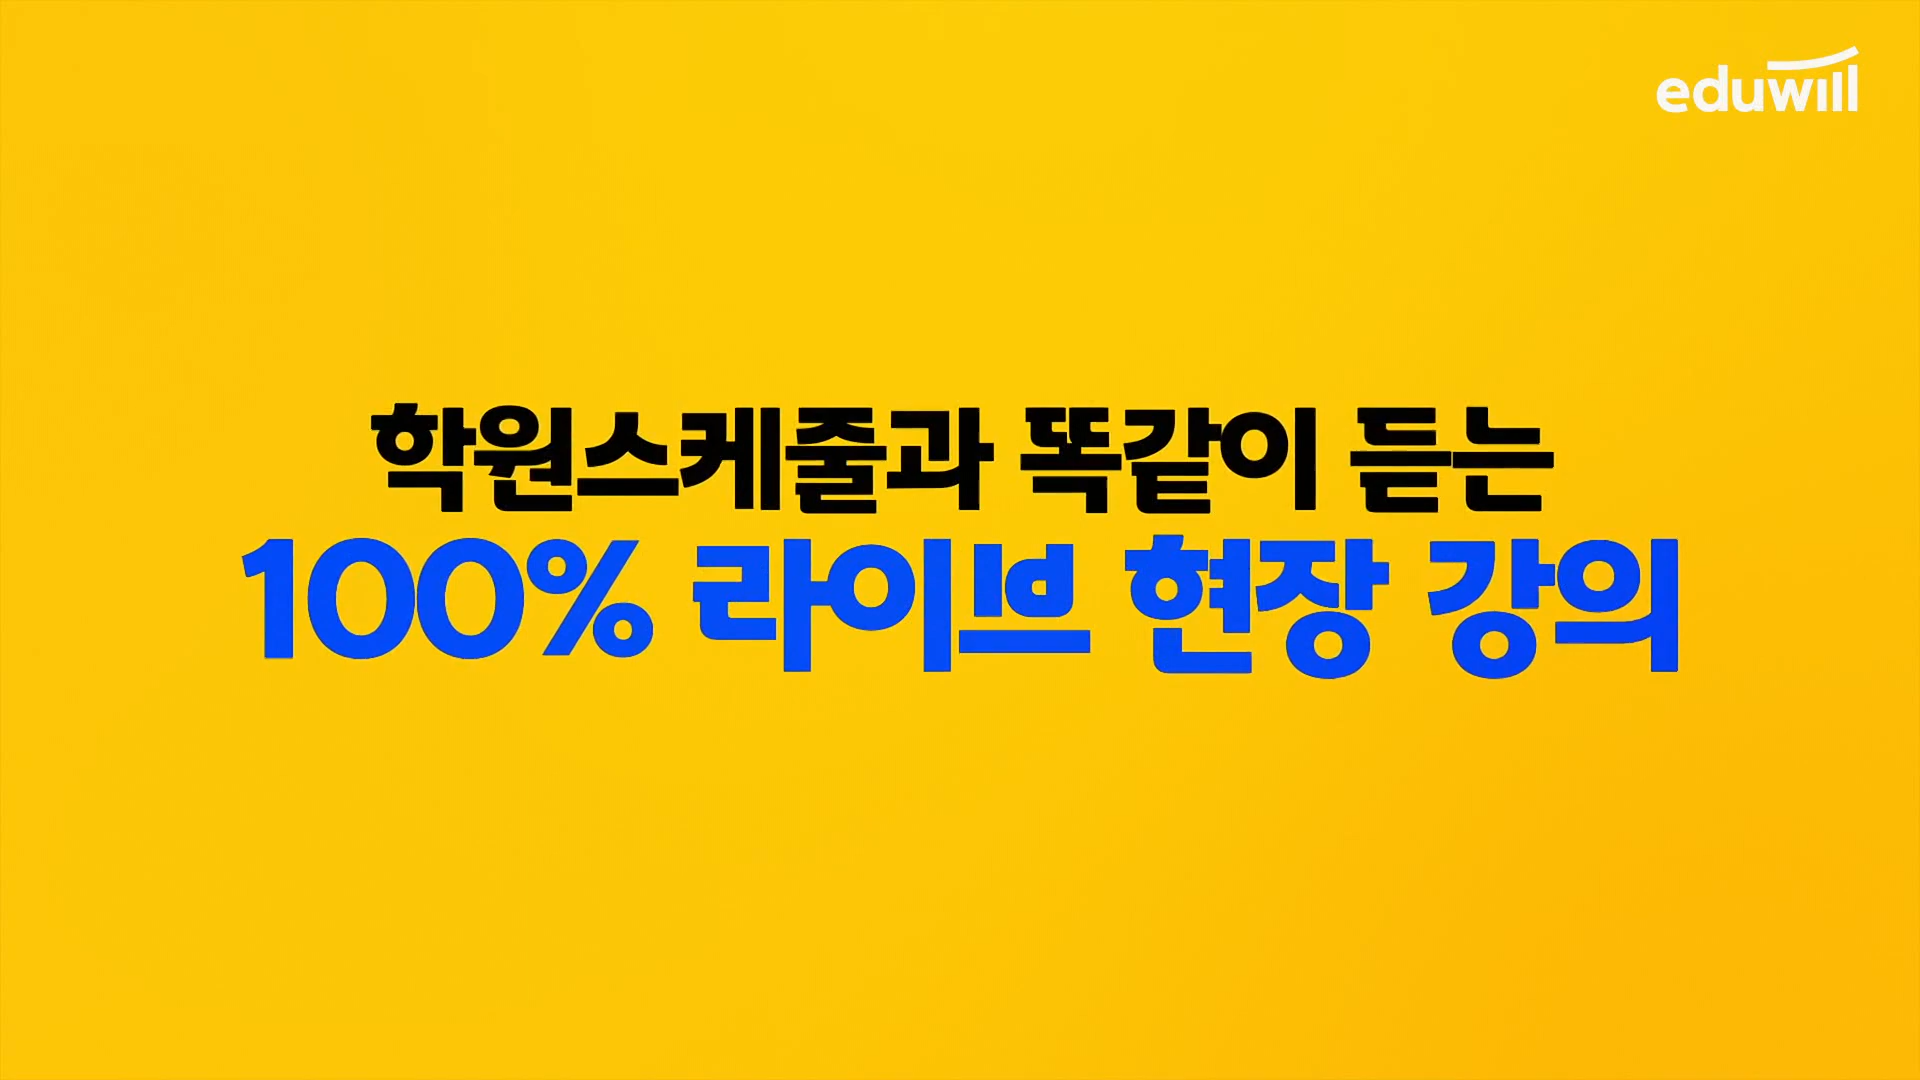 eduwill
학원스케줄과 똑같이 듣는
100% 라이브 현장 강의